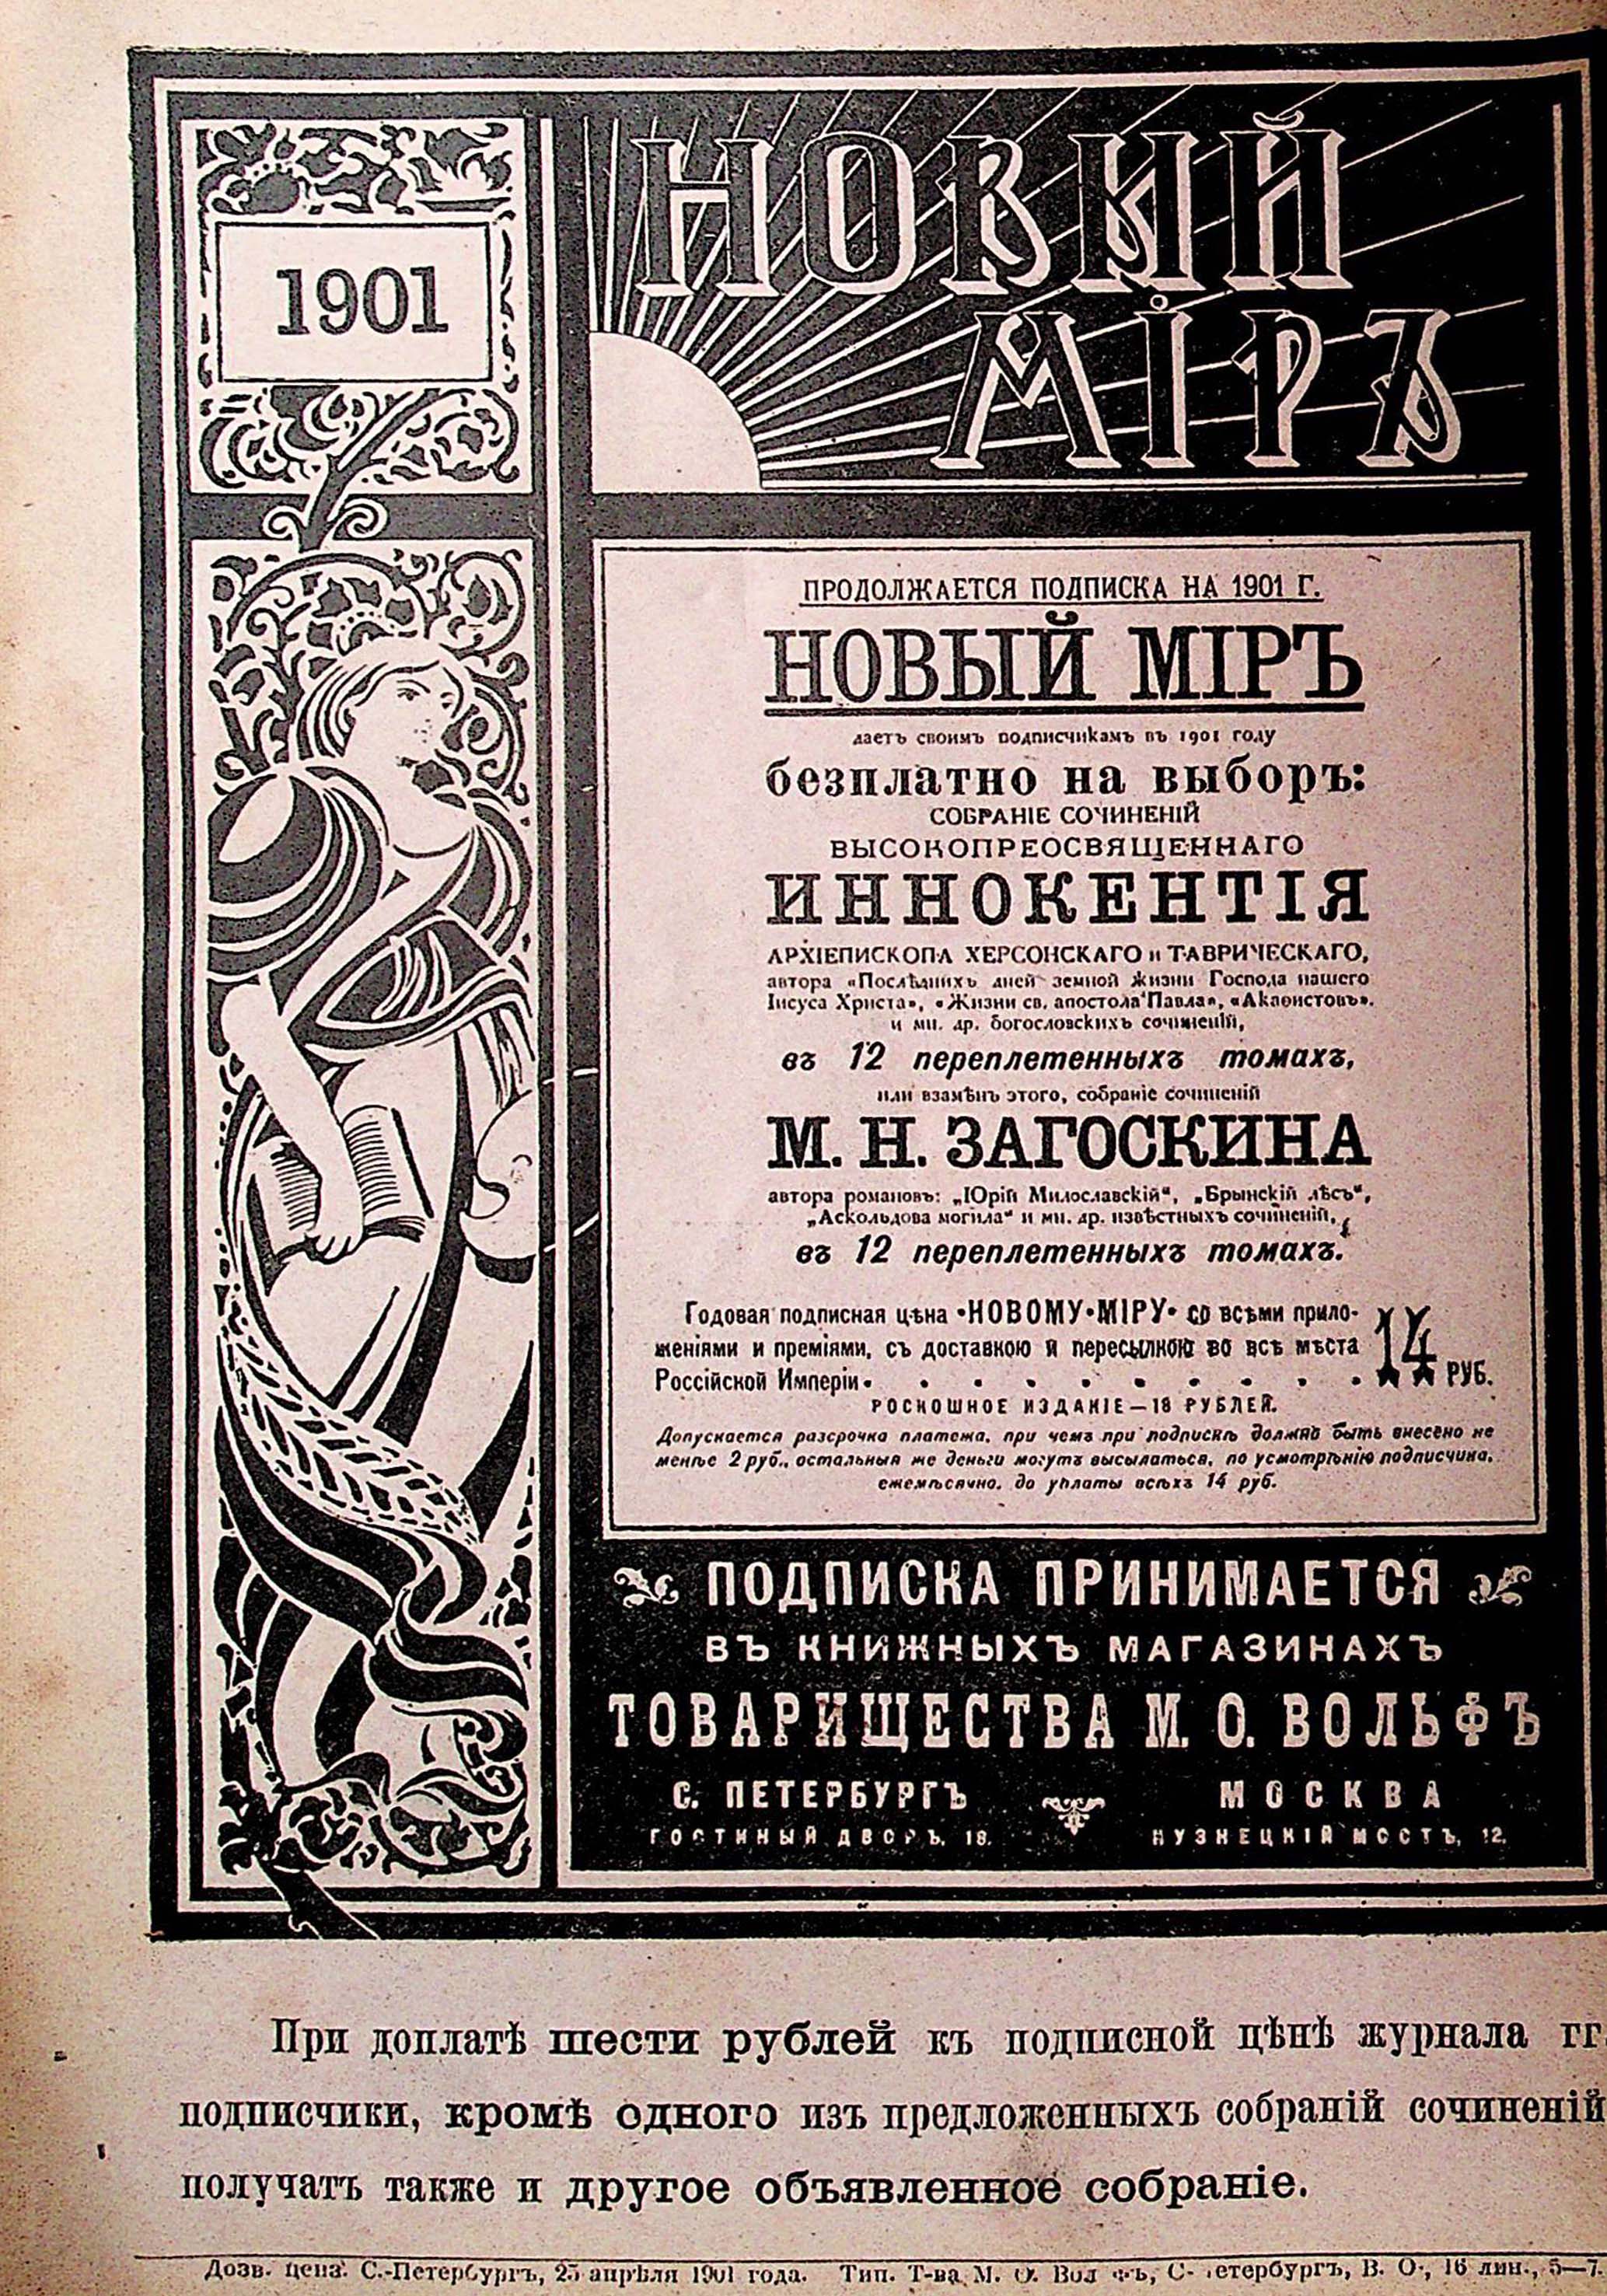 1901
НОВЫЙ
МІРЪ
ПРОДОЛЖАЕТСЯ ПОДПИСКА НА 1901 Г.
НОВЫЙ МІРЪ
даетъ своимъ подписчикамъ въ 1901 году
безплатно на выборъ:
СОБРАНІЕ СОЧИНЕНІЙ
ВЫСОКОПРЕОСВЯЩЕННАГО
ИННОКЕНТІЯ
АРХІЕПИСКОПА ХЕРСОНСКАГО и ТАВРИЧЕСКАГО,
автора «Послѣднихъ дней земной жизни Господа нашего
Іисуса Христа», «Жизни св. апостола Павла», «Акаѳистовъ».
и мн. др. богословскихъ сочиненій,
въ 12 переплетенныхъ томахъ,
или взамѣнъ этого, собраніе сочиненій
М. Н. ЗАГОСКИНА
автора романовъ: „Юрій Милославскій“, „Брынскій лѣсъ“,
„Аскольдова могила“ и мн. др. извѣстныхъ сочиненій,
въ 12 переплетенныхъ томахъ.
Годовая подписная цѣна •НОВОМУ•МІРУ• со всѣми прило-
женіями и преміями, съ доставкою и пересылкою во всѣ мѣста
Россійской Имперіи . . . . . . . . . . 14 РУБ.
РОСКОШНОЕ ИЗДАНІЕ—18 РУБЛЕЙ.
Допускается разсрочка платежа, при чемъ при подпискѣ должно быть внесено не
менѣе 2 руб., остальныя же деньги могутъ высылаться, по усмотрѣнію подписчика,
ежемѣсячно, до уплаты всѣхъ 14 руб.
ПОДПИСКА ПРИНИМАЕТСЯ
ВЪ КНИЖНЫХЪ МАГАЗИНАХЪ
ТОВАРИЩЕСТВА М. О. ВОЛЬФЪ
С. ПЕТЕРБУРГЪ
ГОСТИНЫЙ ДВОРЪ, 18.
МОСКВА
КУЗНЕЦКІЙ МОСТЪ, 12.
При доплатѣ шести рублей къ подписной цѣнѣ журнала гг.
подписчики, кромѣ одного изъ предложенныхъ собраній сочиненій
получатъ также и другое объявленное собраніе.
Дозв. ценз. С.-Петербургъ, 25 апрѣля 1901 года. Тип. Т-ва М. О. Вольфъ, С-Петербургъ, В. О., 16 лин., 5—7.